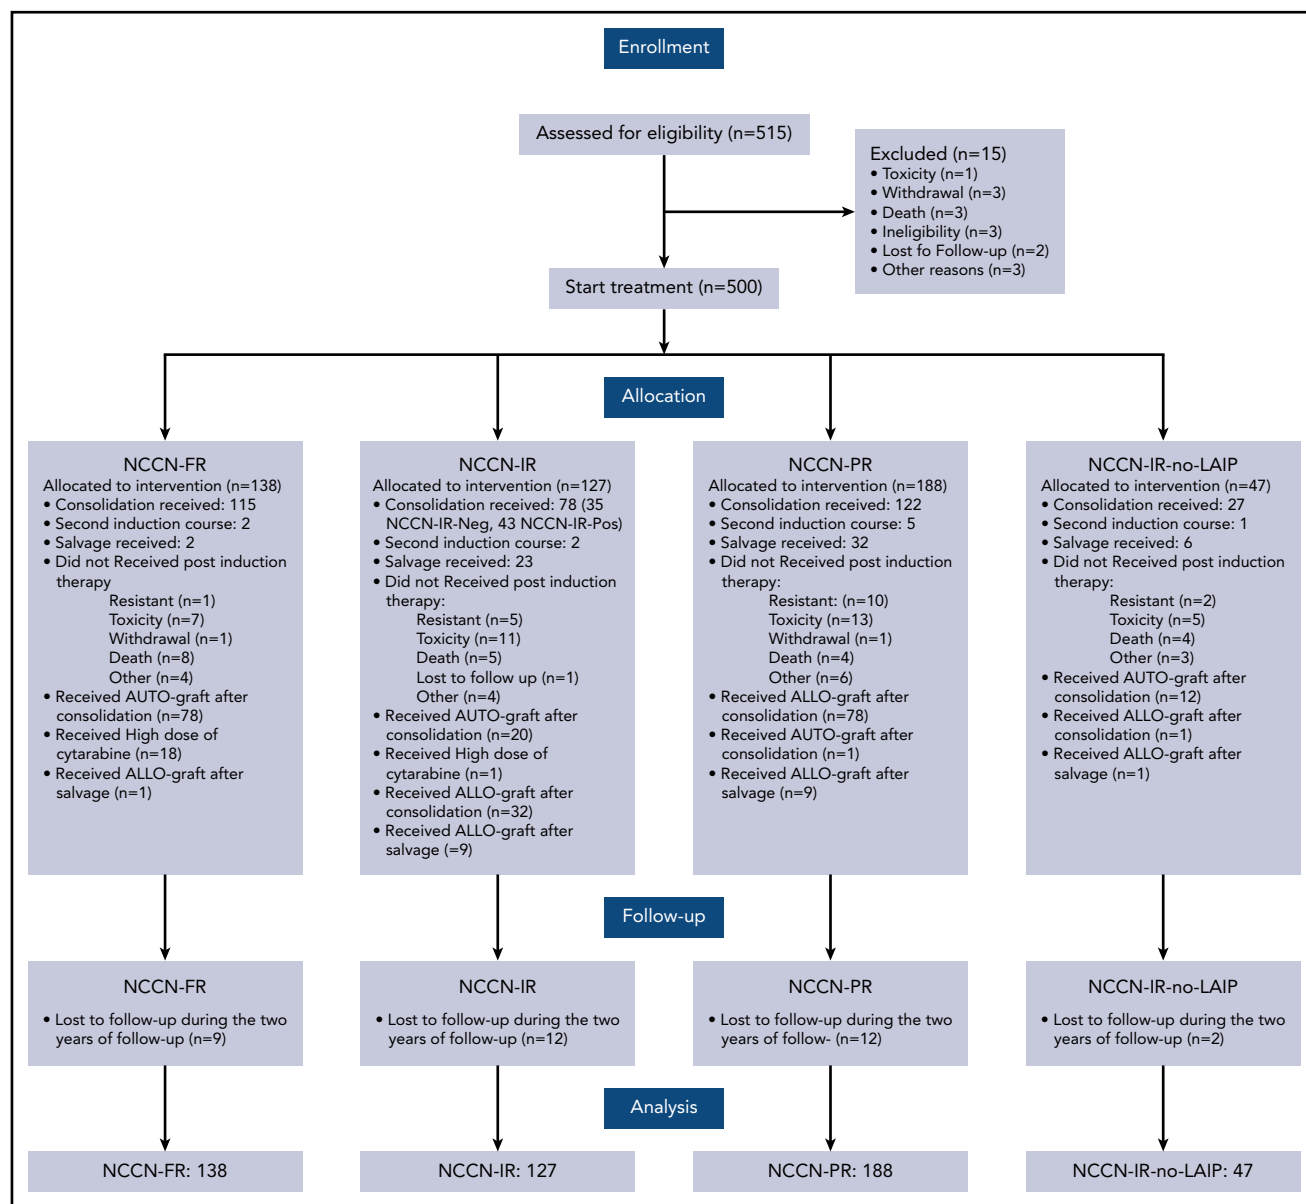 Enrollment
Assessed for eligibility (n=515)
Excluded (n=15)
• Toxicity (n=1)
• Withdrawal (n=3)
• Death (n=3)
• Ineligibility (n=3)
• Lost fo Follow-up (n=2)
• Other reasons (n=3)
Start treatment (n=500)
Allocation
NCCN-FR
Allocated to intervention (n=138)
• Consolidation received: 115
• Second induction course: 2
• Salvage received: 2
• Did not Received post induction
therapy
Resistant (n=1)
Toxicity (n=7)
Withdrawal (n=1)
Death (n=8)
Other (n=4)
• Received AUTO-graft after
consolidation (n=78)
• Received High dose of
cytarabine (n=18)
• Received ALLO-graft after
salvage (n=1)
NCCN-IR
Allocated to intervention (n=127)
• Consolidation received: 78 (35
NCCN-IR-Neg, 43 NCCN-IR-Pos)
• Second induction course: 2
• Salvage received: 23
• Did not Received post induction
therapy:
Resistant (n=5)
Toxicity (n=11)
Death (n=5)
Lost to follow up (n=1)
Other (n=4)
• Received AUTO-graft after
consolidation (n=20)
• Received High dose of
cytarabine (n=1)
• Received ALLO-graft after
consolidation (n=32)
• Received ALLO-graft after
salvage (=9)
NCCN-PR
Allocated to intervention (n=188)
• Consolidation received: 122
• Second induction course: 5
• Salvage received: 32
• Did not Received post induction
therapy:
Resistant: (n=10)
Toxicity (n=13)
Withdrawal (n=1)
Death (n=4)
Other (n=6)
• Received ALLO-graft after
consolidation (n=78)
• Received AUTO-graft after
consolidation (n=1)
• Received ALLO-graft after
salvage (n=9)
NCCN-IR-no-LAIP
Allocated to intervention (n=47)
• Consolidation received: 27
• Second induction course: 1
• Salvage received: 6
• Did not Received post induction
therapy:
Resistant (n=2)
Toxicity (n=5)
Death (n=4)
Other (n=3)
• Received AUTO-graft after
consolidation (n=12)
• Received ALLO-graft after
consolidation (n=1)
• Received ALLO-graft after
salvage (n=1)
Follow-up
NCCN-FR
• Lost to follow-up during the two
years of follow-up (n=9)
NCCN-IR
• Lost to follow-up during the two
years of follow-up (n=12)
NCCN-PR
• Lost to follow-up during the two
years of follow- (n=12)
NCCN-IR-no-LAIP
• Lost to follow-up during the two
years of follow-up (n=2)
Analysis
NCCN-FR: 138
NCCN-IR: 127
NCCN-PR: 188
NCCN-IR-no-LAIP: 47